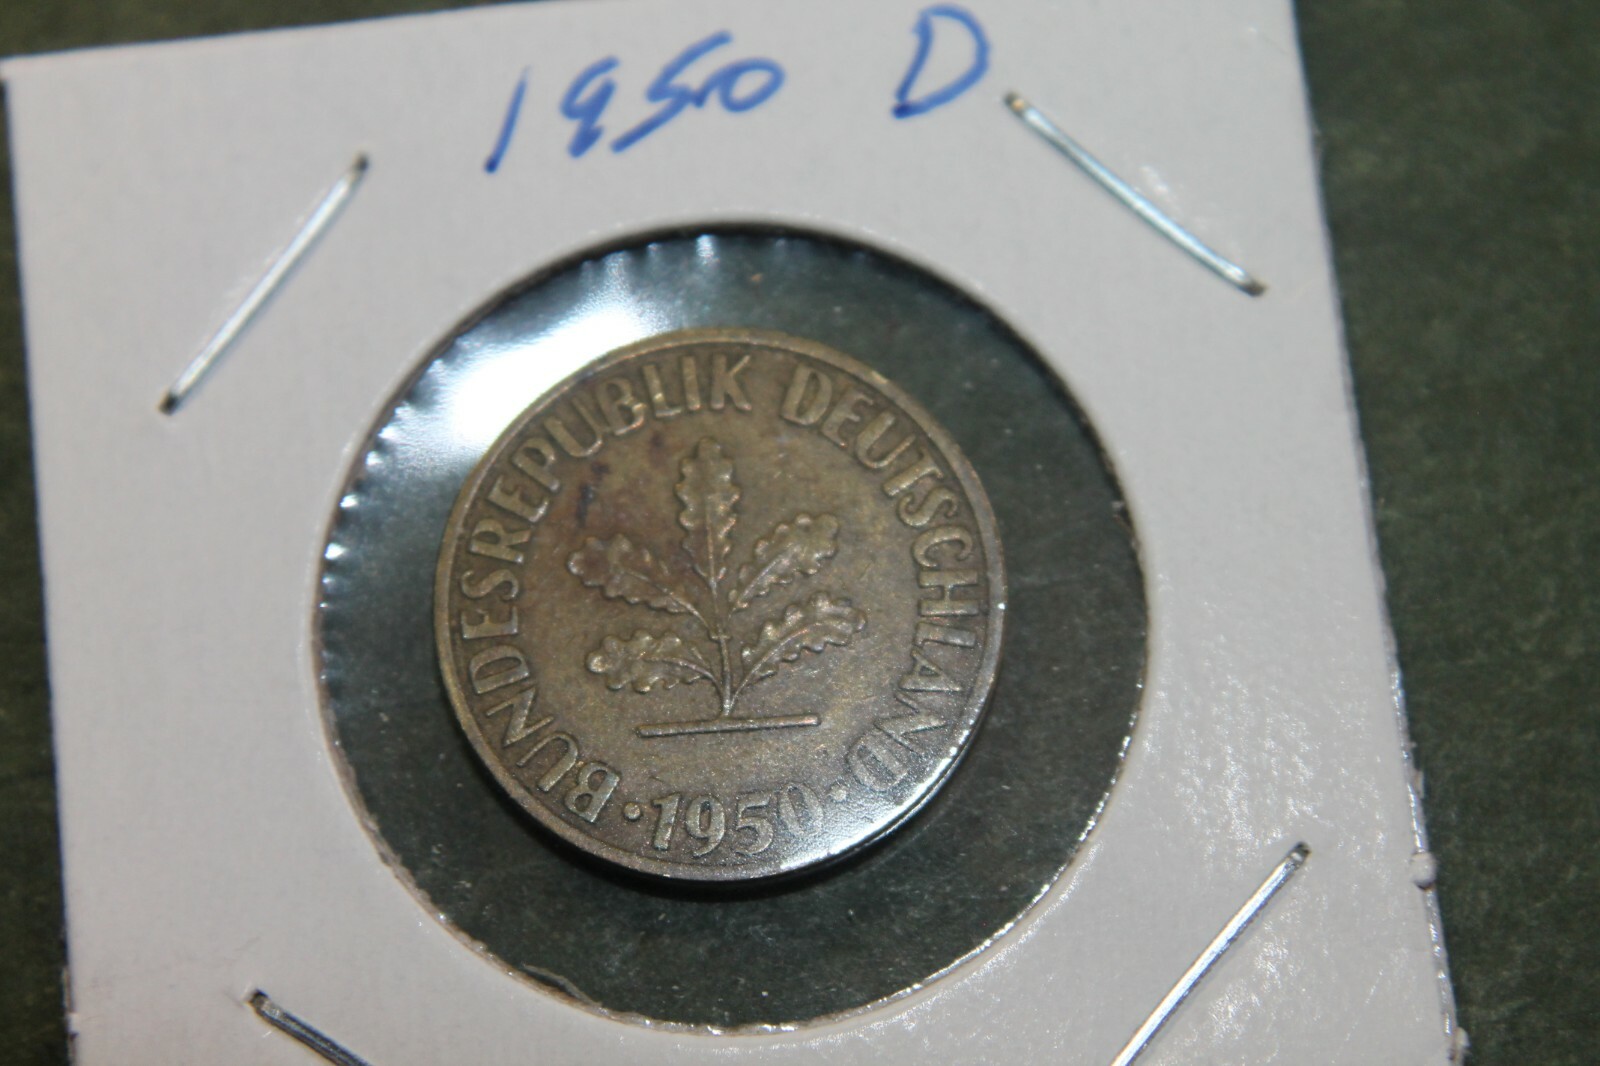 1950 D
BUNDESREPUBLIK DEUTSCHLAND
· 1950 ·